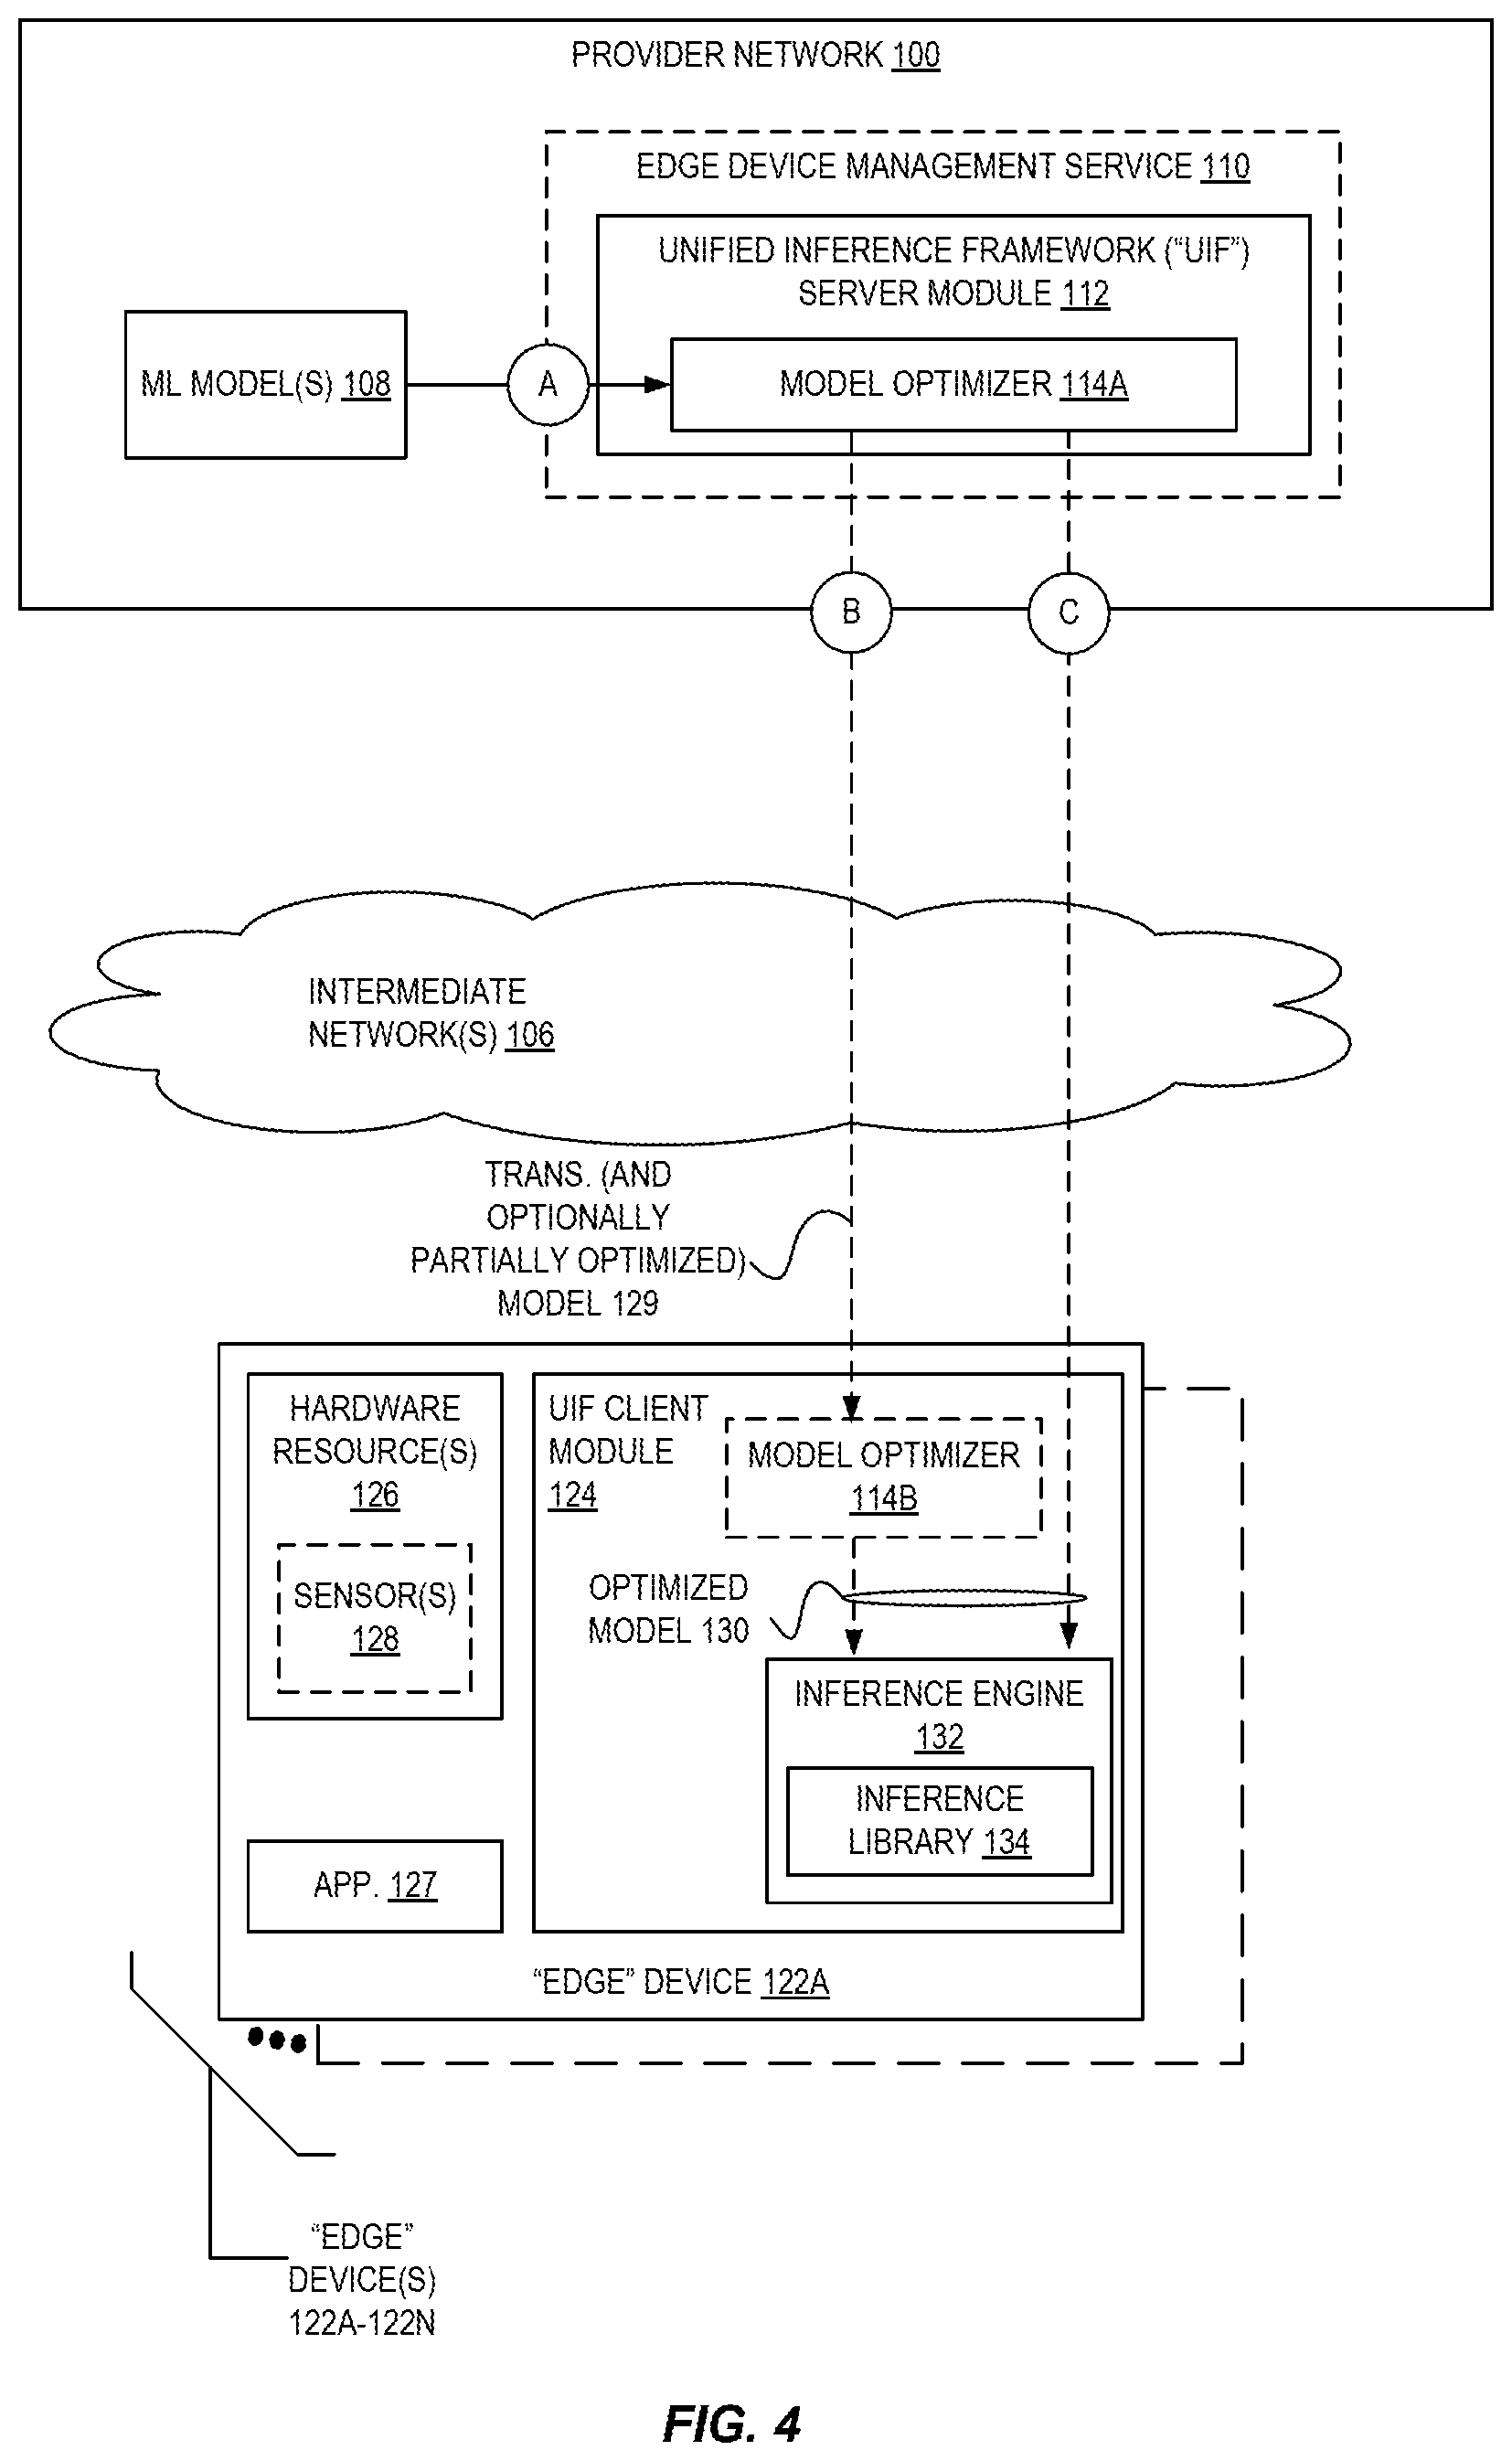 PROVIDER NETWORK 100
EDGE DEVICE MANAGEMENT SERVICE 110
UNIFIED INFERENCE FRAMEWORK (“UIF”)
SERVER MODULE 112
ML MODEL(S) 108
A
MODEL OPTIMIZER 114A
B
C
INTERMEDIATE
NETWORK(S) 106
TRANS. (AND
OPTIONALLY
PARTIALLY OPTIMIZED)
MODEL 129
HARDWARE
RESOURCE(S)
126
SENSOR(S)
128
UIF CLIENT
MODULE
124
MODEL OPTIMIZER
114B
OPTIMIZED
MODEL 130
INFERENCE ENGINE
132
INFERENCE
LIBRARY 134
APP. 127
“EDGE” DEVICE 122A
“EDGE”
DEVICE(S)
122A-122N
FIG. 4